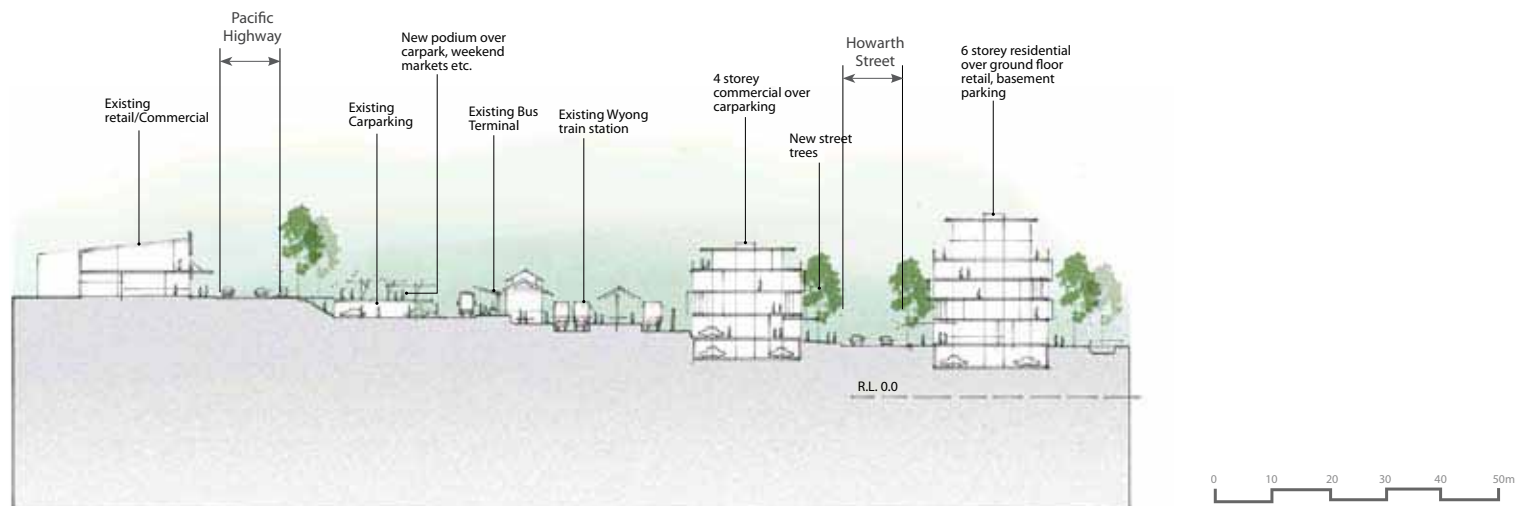 Pacific
Highway
New podium over
carpark, weekend
markets etc.
Howarth
Street
6 storey residential
over ground floor
retail, basement
parking
4 storey
commercial over
carparking
Existing
retail/Commercial
Existing
Carparking
Existing Bus
Terminal
Existing Wyong
train station
New street
trees
R.L. 0.0
0 10 20 30 40 50m